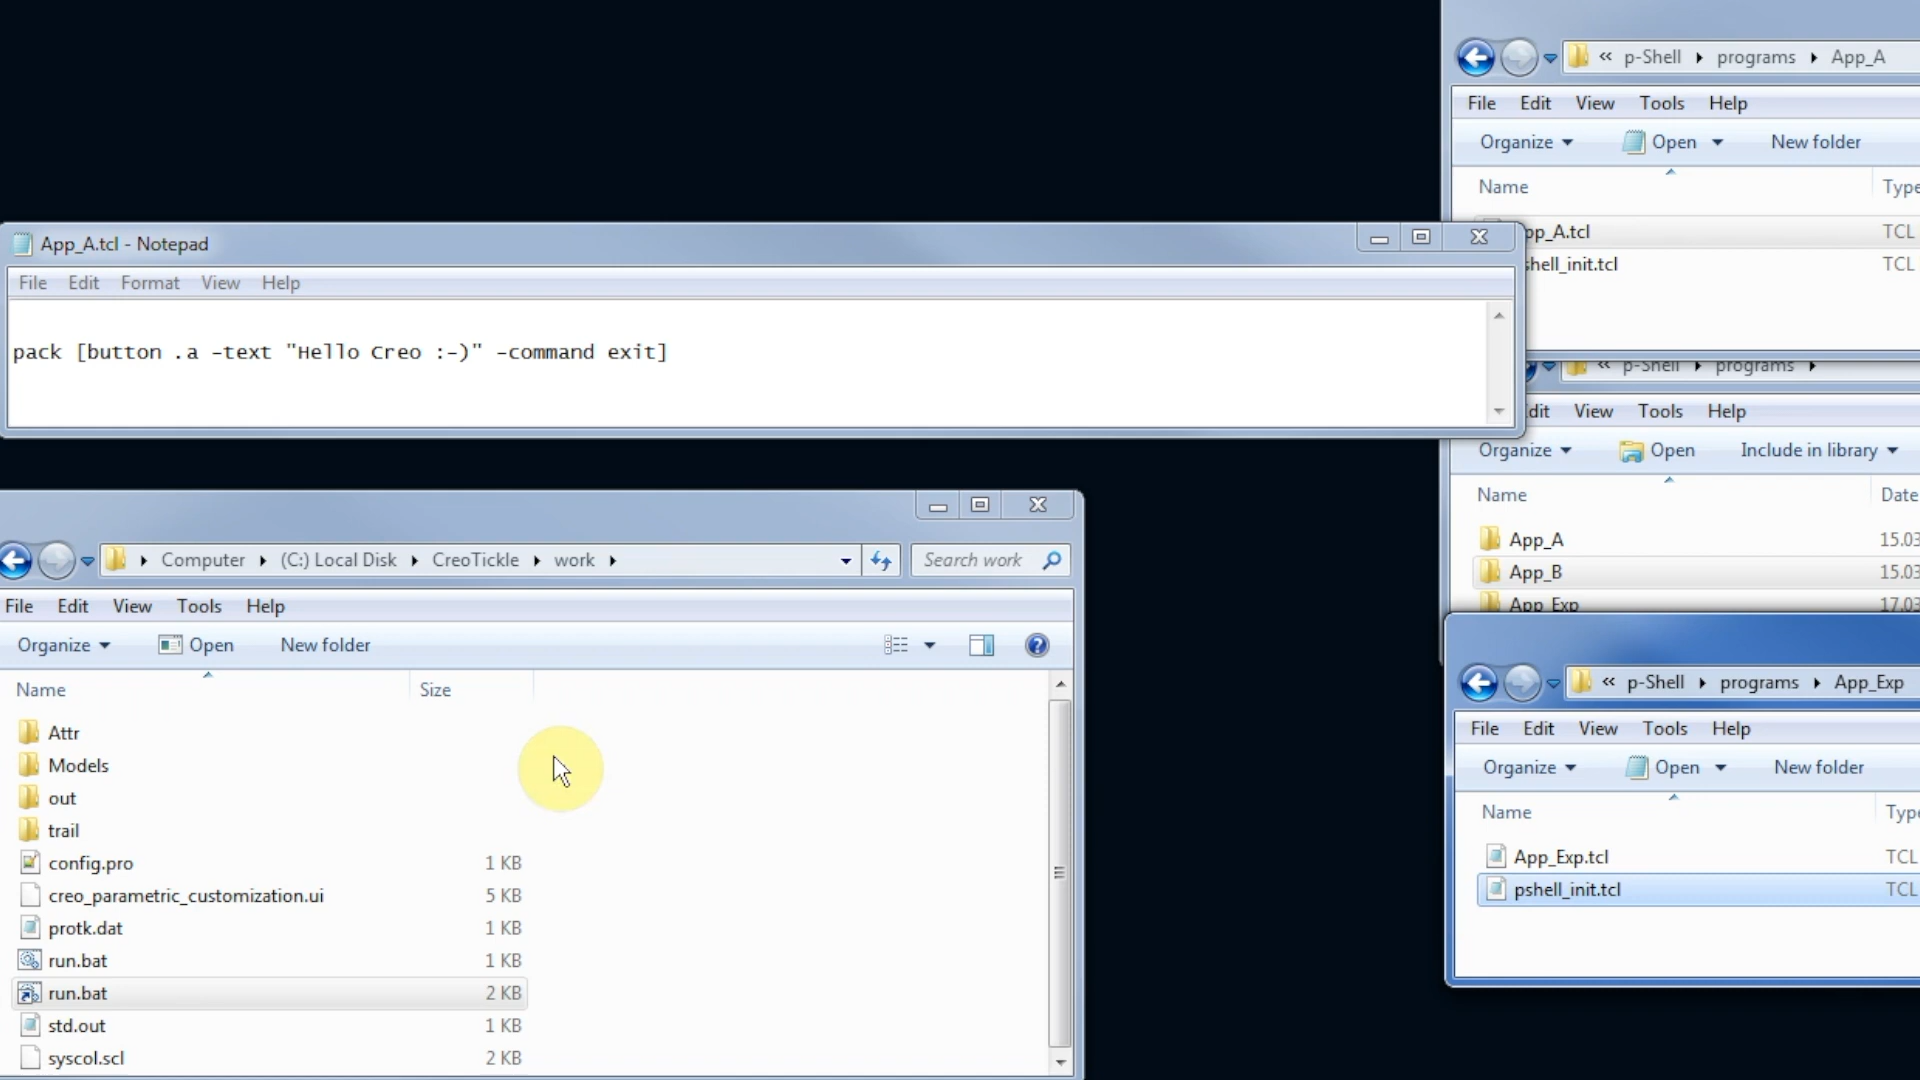 App_A.tcl - Notepad
File Edit Format View Help
pack [button .a -text "Hello Creo :-)" -command exit]
Computer (C:) Local Disk CreoTickle work
Search work
File Edit View Tools Help
Organize Open New folder
Name Size
Attr
Models
out
trail
config.pro 1 KB
creo_parametric_customization.ui 5 KB
protk.dat 1 KB
run.bat 1 KB
run.bat 2 KB
std.out 1 KB
syscol.scl 2 KB
« p-Shell programs App_A
File Edit View Tools Help
Organize Open New folder
Name Type
pp_A.tcl TCL
shell_init.tcl TCL
« p-Shell programs
dit View Tools Help
Organize Open Include in library
Name Date
App_A 15.03
App_B 15.03
App_Exp 17.03
« p-Shell programs App_Exp
File Edit View Tools Help
Organize Open New folder
Name Type
App_Exp.tcl TCL
pshell_init.tcl TCL